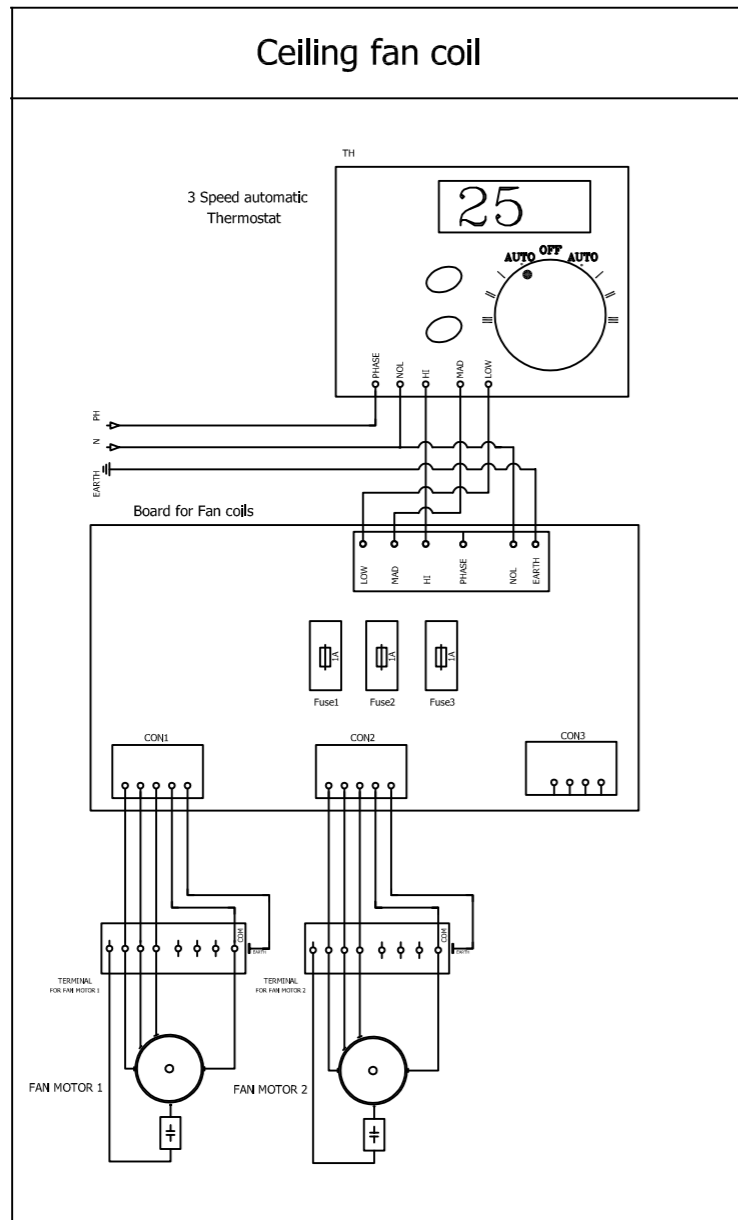 Ceiling fan coil
TH
3 Speed automatic
Thermostat
25
AUTO OFF AUTO
PHASE NOL HI MAD LOW
PH
N
EARTH
Board for Fan coils
LOW MAD HI PHASE NOL EARTH
1A 1A 1A
Fuse1 Fuse2 Fuse3
CON1 CON2 CON3
COM COM
EARTH EARTH
TERMINAL TERMINAL
FOR FAN MOTOR 1 FOR FAN MOTOR 2
FAN MOTOR 1 FAN MOTOR 2